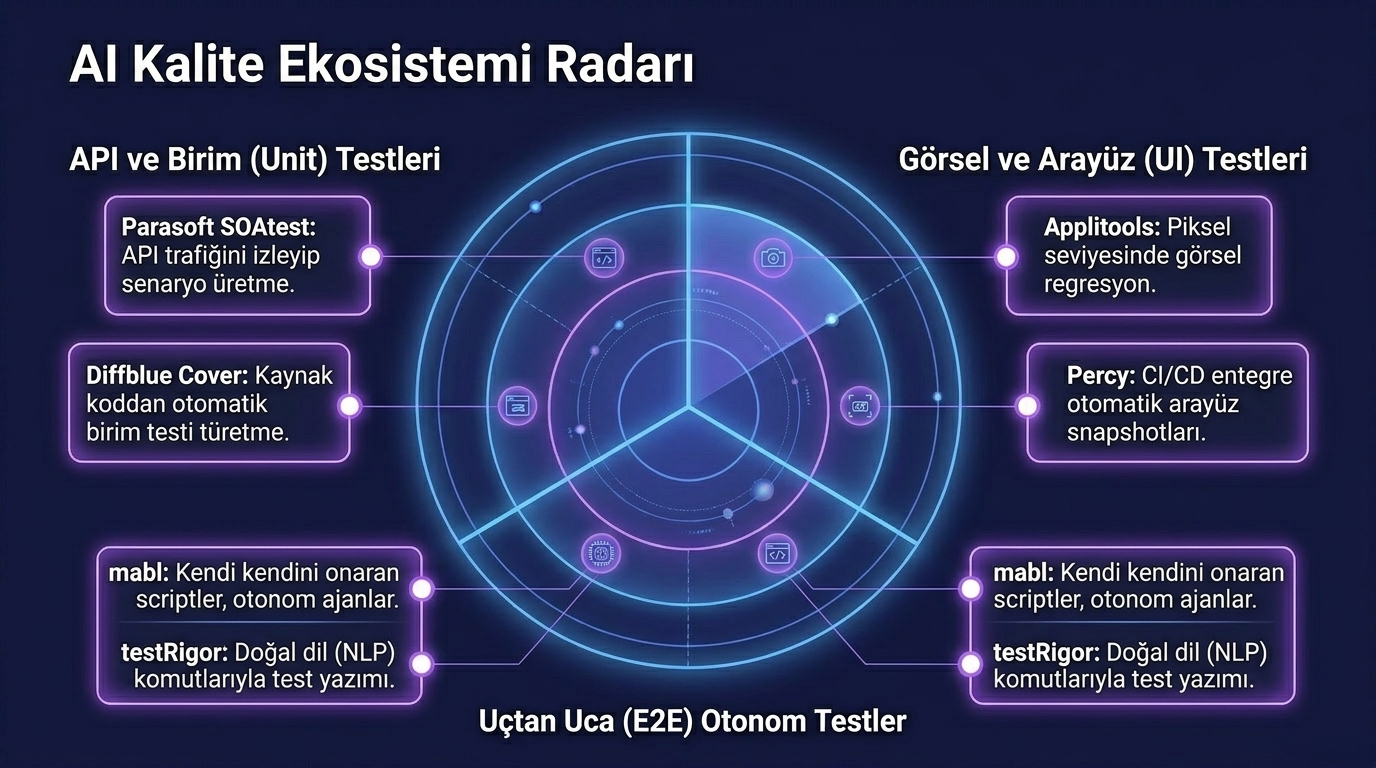 AI Kalite Ekosistemi Radarı
API ve Birim (Unit) Testleri
Parasoft SOAtest:
API trafiğini izleyip
senaryo üretme.
Diffblue Cover: Kaynak
koddan otomatik
birim testi türetme.
Görsel ve Arayüz (UI) Testleri
Applitools: Piksel
seviyesinde görsel
regresyon.
Percy: CI/CD entegre
otomatik arayüz
snapshotları.
mabl: Kendi kendini onaran
scriptler, otonom ajanlar.
testRigor: Doğal dil (NLP)
komutlarıyla test yazımı.
mabl: Kendi kendini onaran
scriptler, otonom ajanlar.
testRigor: Doğal dil (NLP)
komutlarıyla test yazımı.
Uçtan Uca (E2E) Otonom Testler